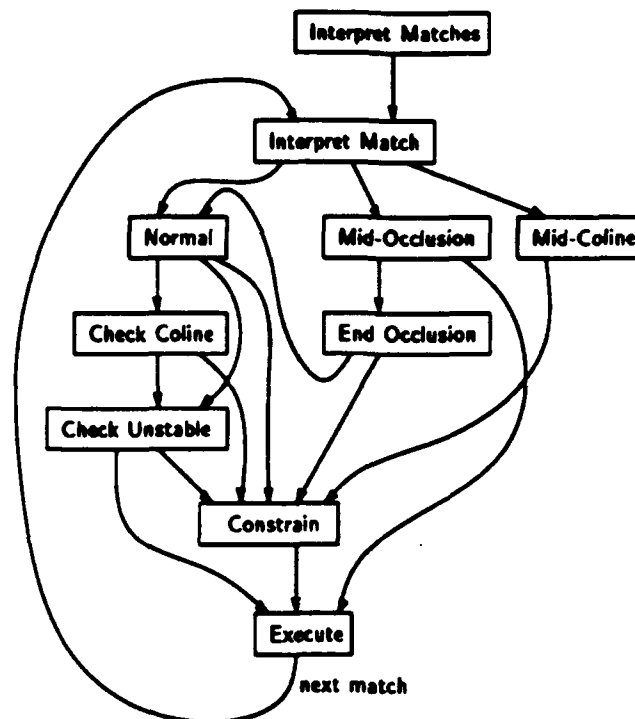 Interpret Matches
Interpret Match
Normal
Mid-Occlusion
Mid-Coline
Check Coline
End Occlusion
Check Unstable
Constrain
Execute
next match